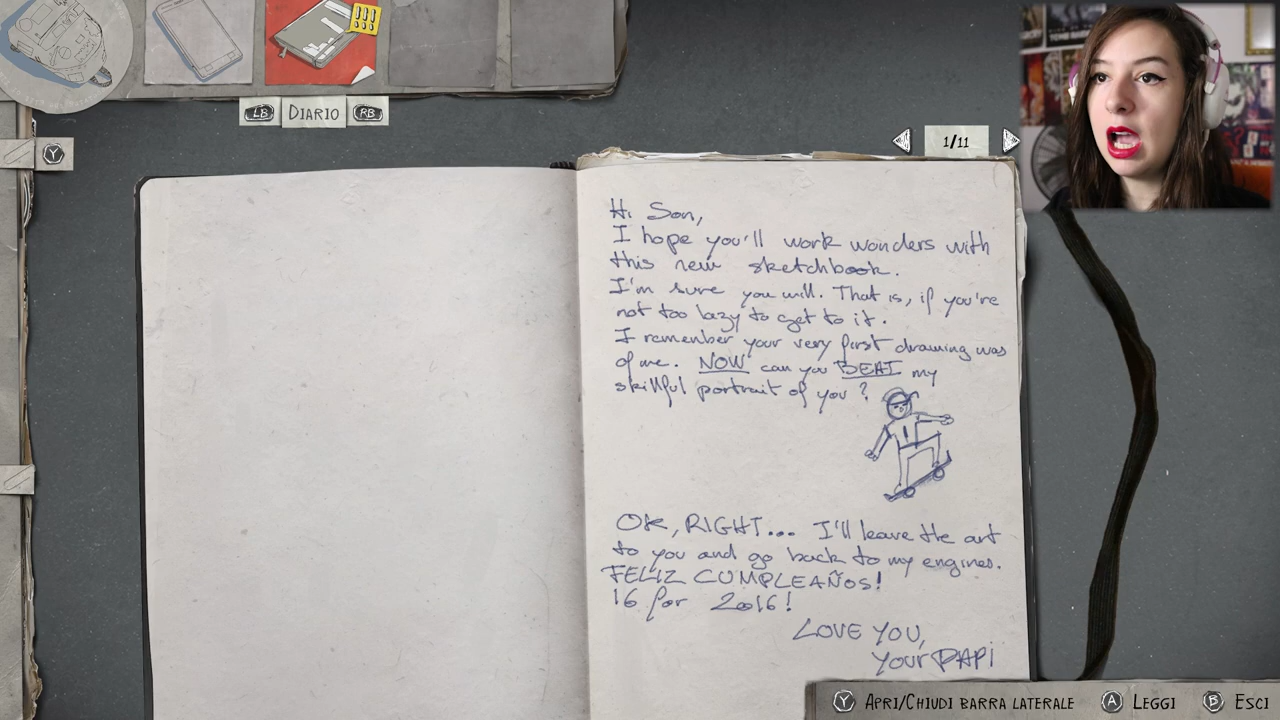 LB DIARIO RB
Y
1/11
Hi Son,
I hope you'll work wonders with
this new sketchbook.
I'm sure you will. That is, if you're
not too lazy to get to it.
I remember your very first drawing was
of me. NOW can you BEAT my
skillful portrait of you?
OK, RIGHT... I'll leave the art
to you and go back to my engines.
FELIZ CUMPLEAÑOS!
16 for 2016!
LOVE YOU,
your PAPI
Y APRI/CHIUDI BARRA LATERALE A LEGGI B ESCI